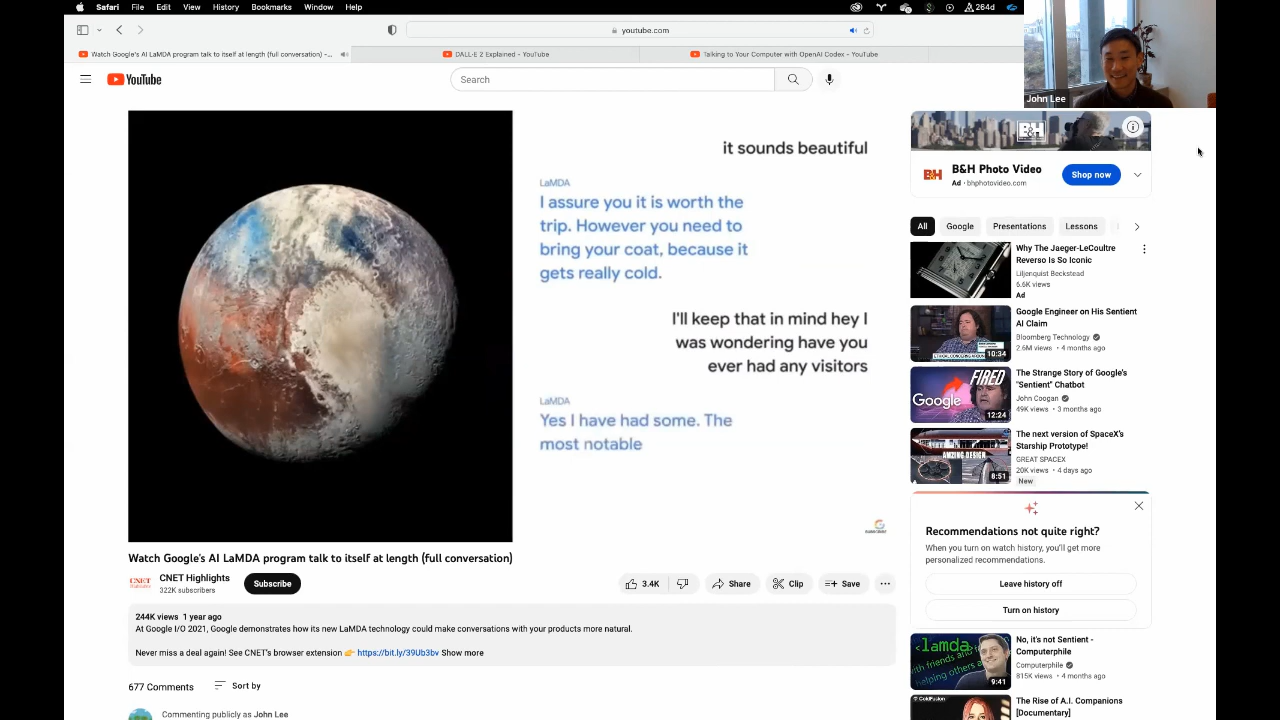 Safari File Edit View History Bookmarks Window Help
264d
youtube.com
Watch Google's AI LaMDA program talk to itself at length (full conversation) -...
DALL·E 2 Explained - YouTube
Talking to Your Computer with OpenAI Codex - YouTube
John Lee
YouTube
Search
it sounds beautiful
LaMDA
I assure you it is worth the
trip. However you need to
bring your coat, because it
gets really cold.
I'll keep that in mind hey I
was wondering have you
ever had any visitors
LaMDA
Yes I have had some. The
most notable
Watch Google's AI LaMDA program talk to itself at length (full conversation)
CNET Highlights
322K subscribers
Subscribe
3.4K
Share
Clip
Save
244K views 1 year ago
At Google I/O 2021, Google demonstrates how its new LaMDA technology could make conversations with your products more natural.
Never miss a deal again! See CNET's browser extension 👉 https://bit.ly/39Ub3bv Show more
677 Comments
Sort by
Commenting publicly as John Lee
B&H
B&H Photo Video
Ad · bhphotovideo.com
Shop now
All Google Presentations Lessons
Why The Jaeger-LeCoultre
Reverso Is So Iconic
Liljenquist Beckstead
6.6K views
Ad
Google Engineer on His Sentient
AI Claim
Bloomberg Technology
2.6M views • 4 months ago
10:34
FIRED
Google
12:24
The Strange Story of Google's
"Sentient" Chatbot
John Coogan
49K views • 3 months ago
AMZING DESIGN
8:51
The next version of SpaceX's
Starship Prototype!
GREAT SPACEX
20K views • 4 days ago
New
Recommendations not quite right?
When you turn on watch history, you'll get more
personalized recommendations.
Leave history off
Turn on history
<lamda>
with friends and
helping others
9:41
No, it's not Sentient -
Computerphile
Computerphile
815K views • 4 months ago
ColdFusion
The Rise of A.I. Companions
[Documentary]